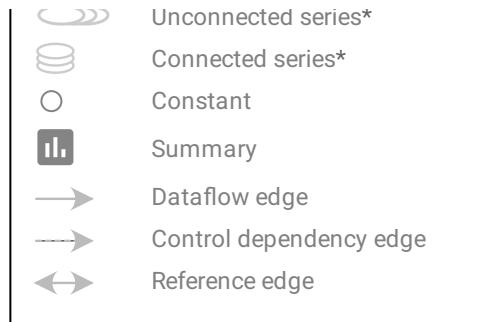 Unconnected series*
Connected series*
Constant
Summary
Dataflow edge
Control dependency edge
Reference edge